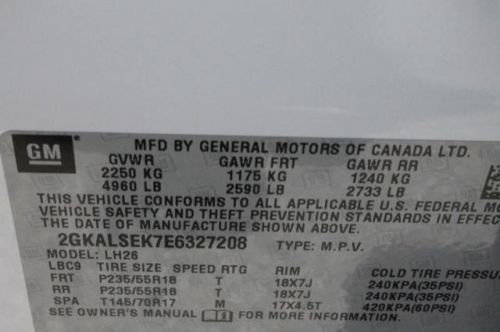 GM
MFD BY GENERAL MOTORS OF CANADA LTD.
GVWR GAWR FRT GAWR RR
2250 KG 1175 KG 1240 KG
4960 LB 2590 LB 2733 LB
THIS VEHICLE CONFORMS TO ALL APPLICABLE U.S. FEDERAL
VEHICLE SAFETY AND THEFT PREVENTION STANDARDS IN
THE DATE OF MANUFACTURE SHOWN ABOVE.
2GKALSEK7E6327208 TYPE: M.P.V.
MODEL: LH26
LBC9 TIRE SIZE SPEED RTG RIM COLD TIRE
FRT P235/55R18 T 18X7J 240KPA(35PSI)
RR P235/55R18 T 18X7J 240KPA(35PSI)
SPA T145/70R17 M 17X4.5T 420KPA(60PSI)
SEE OWNER'S MANUAL FOR MORE INFORMATION.